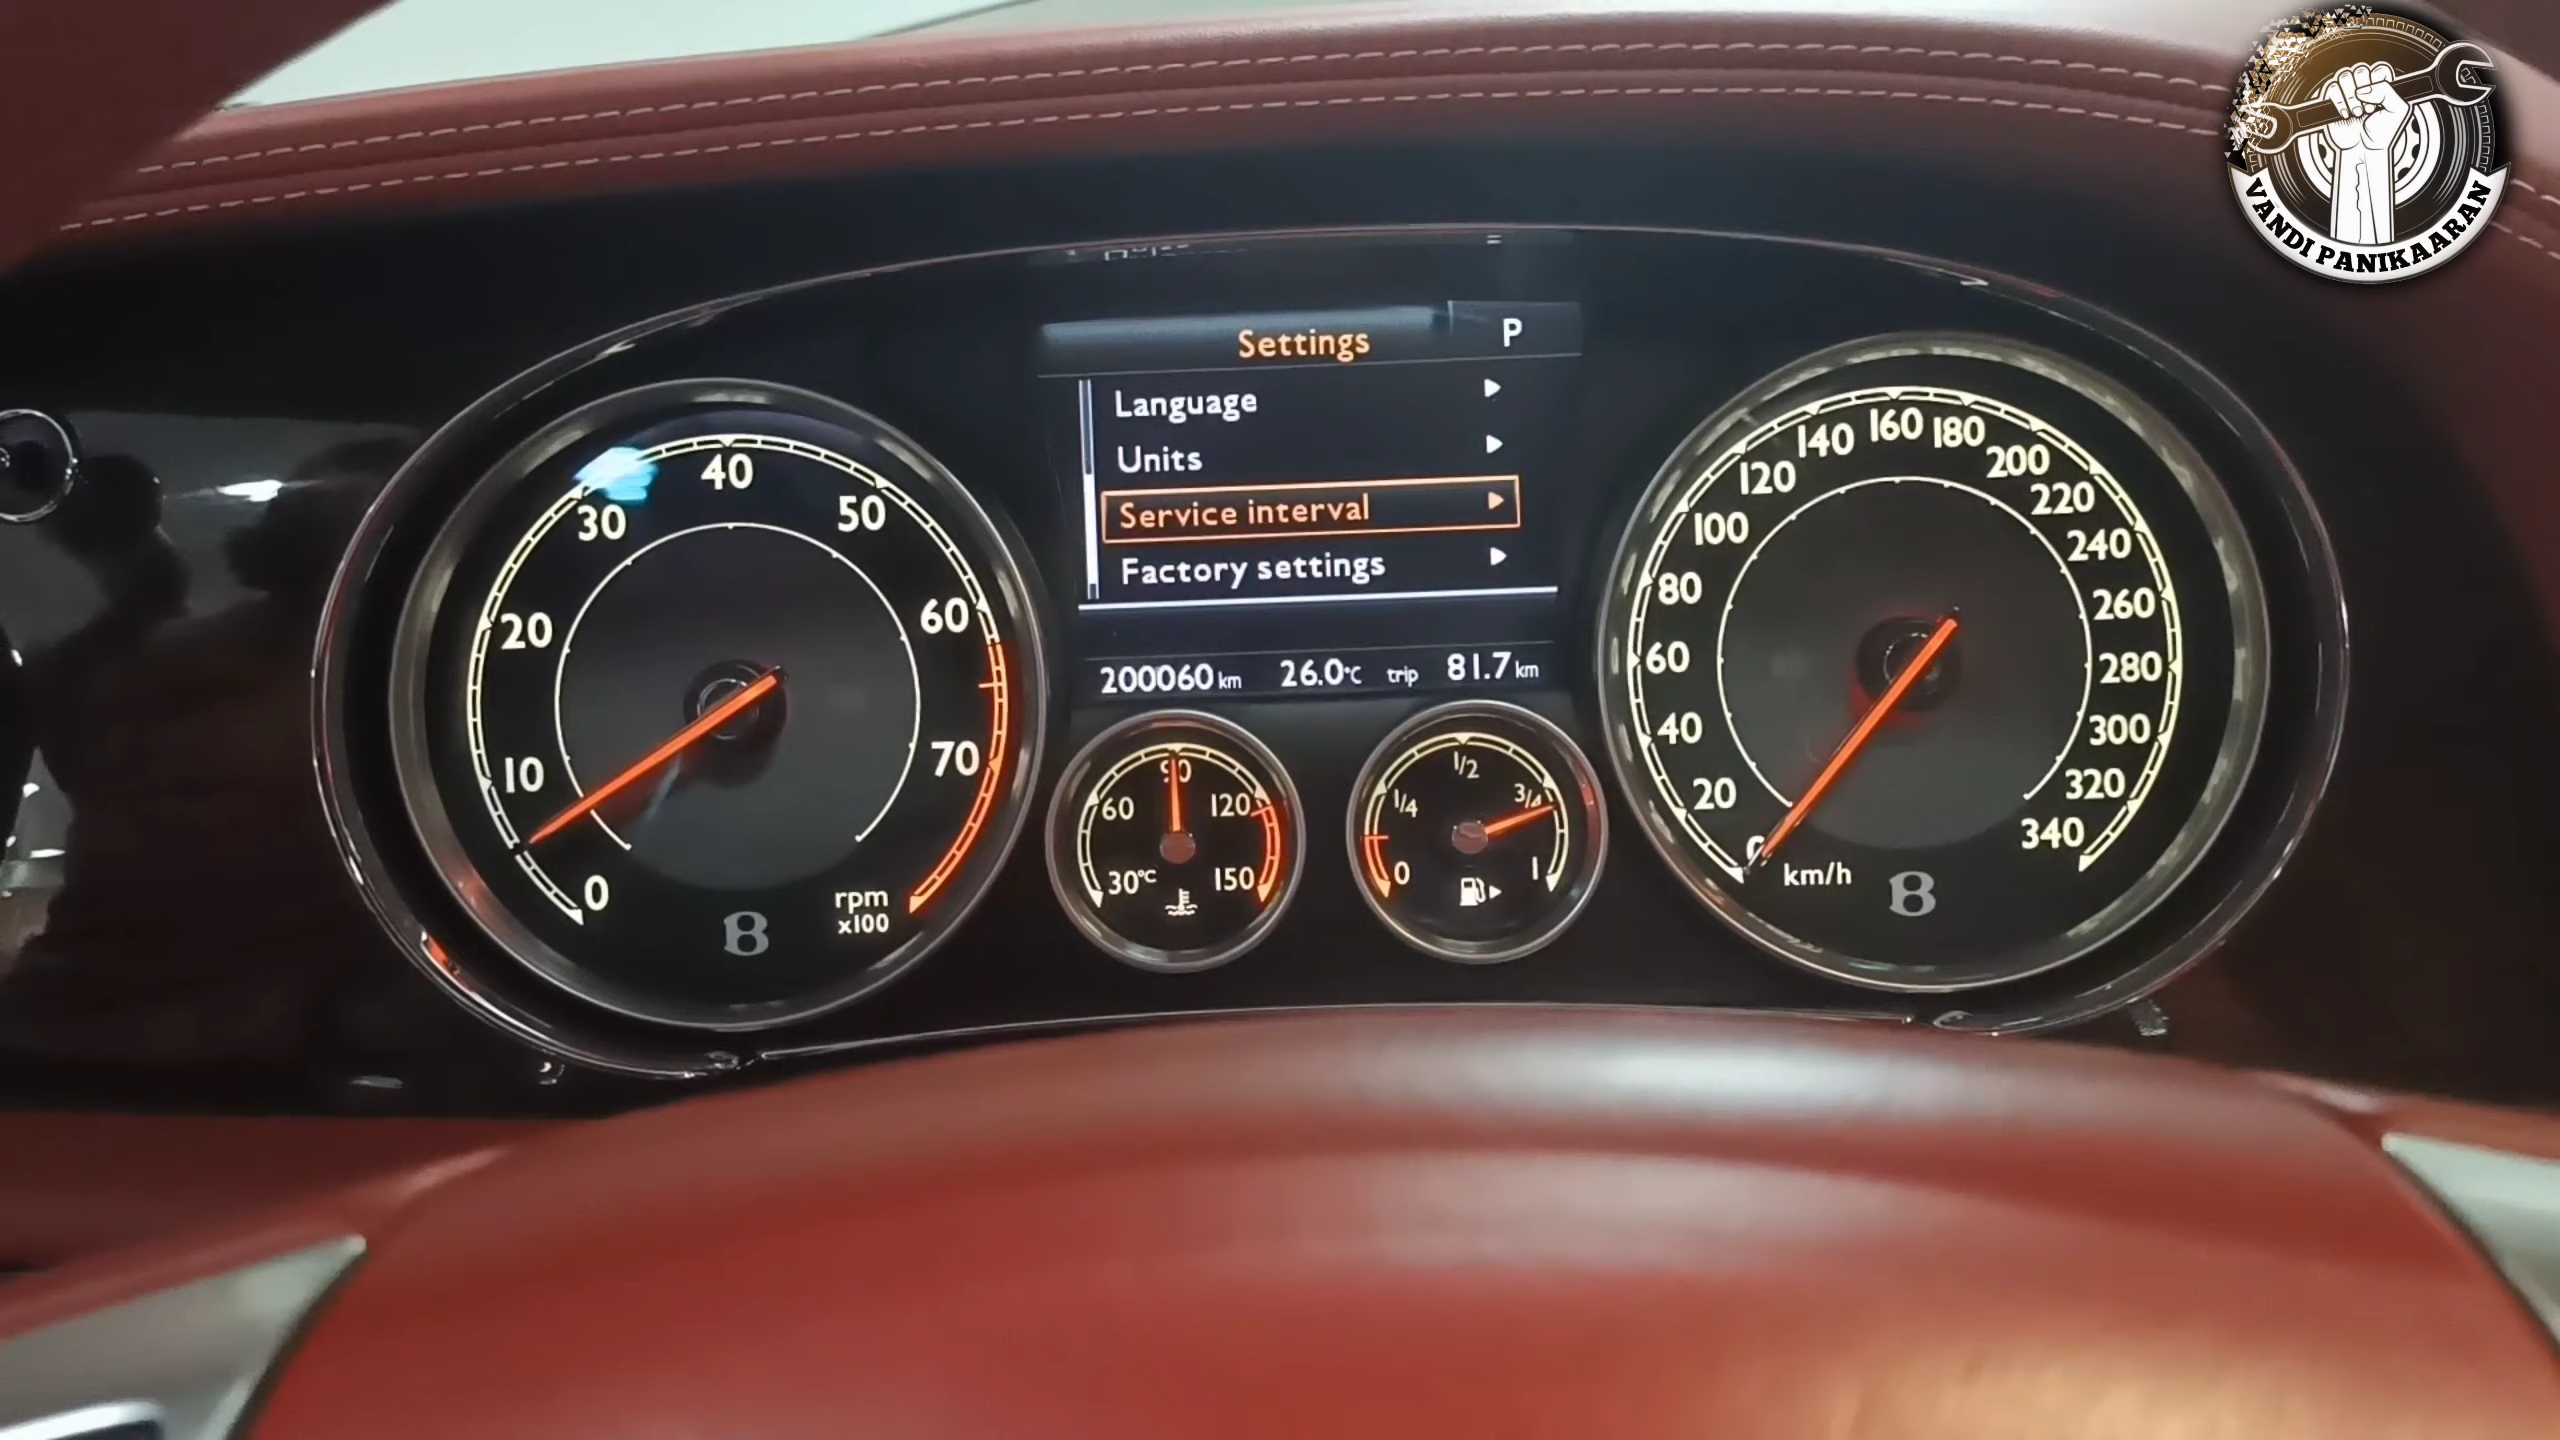 VANDI PANIKAARAN
Settings P
Language
Units
Service interval
Factory settings
200060 km 26.0°C trip 81.7 km
0
10
20
30
40
50
60
70
rpm
x100
B
30°C
60
90
120
150
0
1/4
1/2
3/4
1
0
20
40
60
80
100
120
140
160
180
200
220
240
260
280
300
320
340
km/h
B